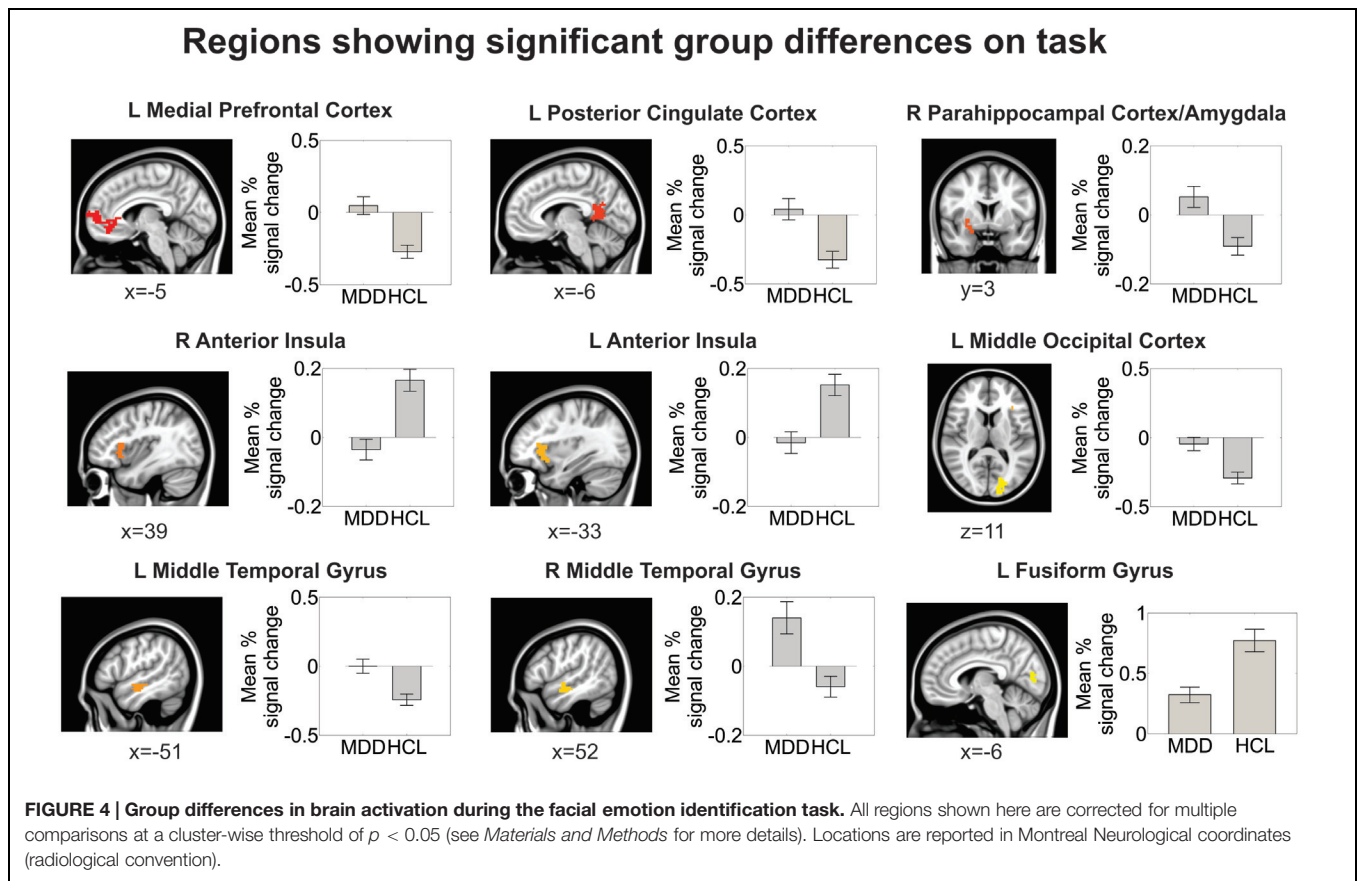 Regions showing significant group differences on task
L Medial Prefrontal Cortex
0.5
0
-0.5
Mean %
signal change
MDD HCL
x=-5
L Posterior Cingulate Cortex
0.5
0
-0.5
Mean %
signal change
MDD HCL
x=-6
R Parahippocampal Cortex/Amygdala
0.2
0
-0.2
Mean %
signal change
MDD HCL
y=3
R Anterior Insula
0.2
0
-0.2
Mean %
signal change
MDD HCL
x=39
L Anterior Insula
0.2
0
-0.2
Mean %
signal change
MDD HCL
x=-33
L Middle Occipital Cortex
0.5
0
-0.5
Mean %
signal change
MDD HCL
z=11
L Middle Temporal Gyrus
0.5
0
-0.5
Mean %
signal change
MDD HCL
x=-51
R Middle Temporal Gyrus
0.2
0
-0.2
Mean %
signal change
MDD HCL
x=52
L Fusiform Gyrus
1
0.5
0
Mean %
signal change
MDD HCL
x=-6
FIGURE 4 | Group differences in brain activation during the facial emotion identification task. All regions shown here are corrected for multiple
comparisons at a cluster-wise threshold of p < 0.05 (see Materials and Methods for more details). Locations are reported in Montreal Neurological coordinates
(radiological convention).